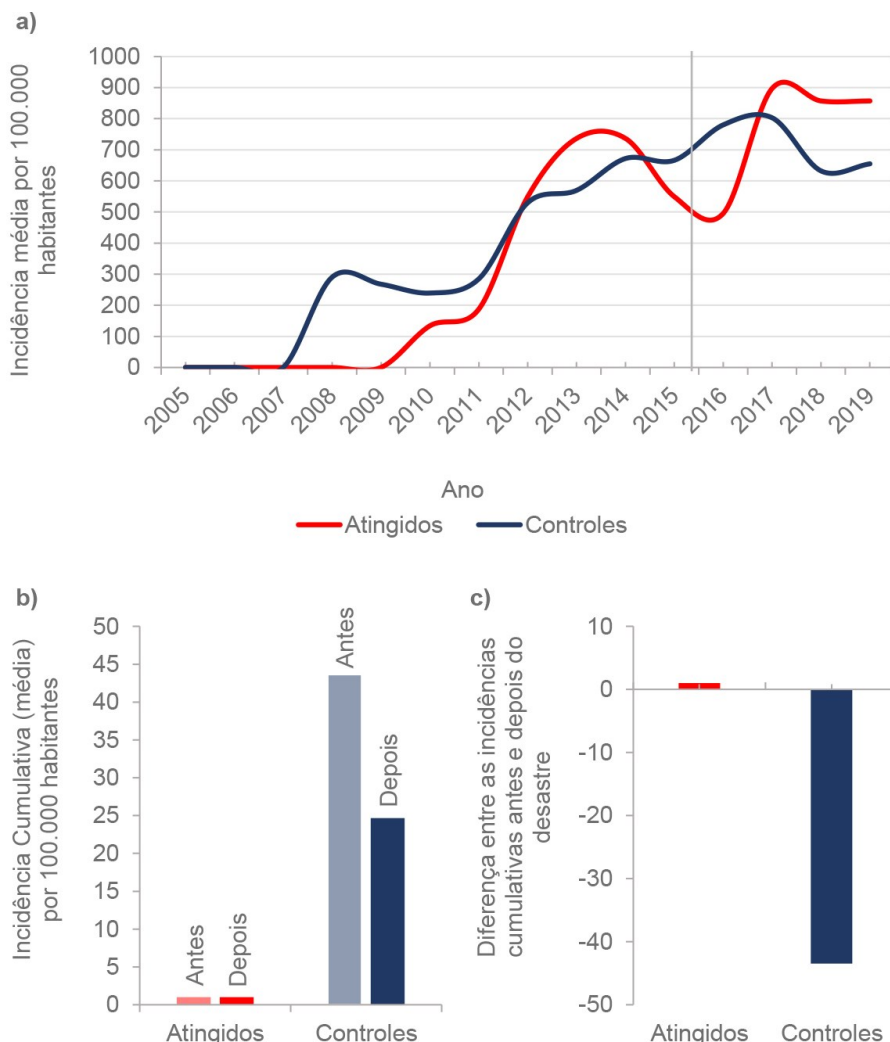 a)
Incidência média por 100.000
habitantes
1000
900
800
700
600
500
400
300
200
100
0
2005
2006
2007
2008
2009
2010
2011
2012
2013
2014
2015
2016
2017
2018
2019
Ano
Atingidos
Controles
b)
Incidência Cumulativa (média)
por 100.000 habitantes
50
45
40
35
30
25
20
15
10
5
0
Antes
Depois
Antes
Depois
Atingidos
Controles
c)
Diferença entre as incidências
cumulativas antes e depois do
desastre
10
0
-10
-20
-30
-40
-50
Atingidos
Controles